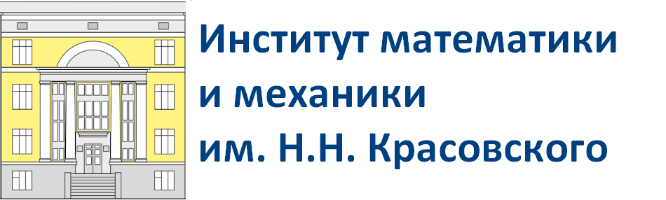 Институт математики
и механики
им. Н.Н. Красовского